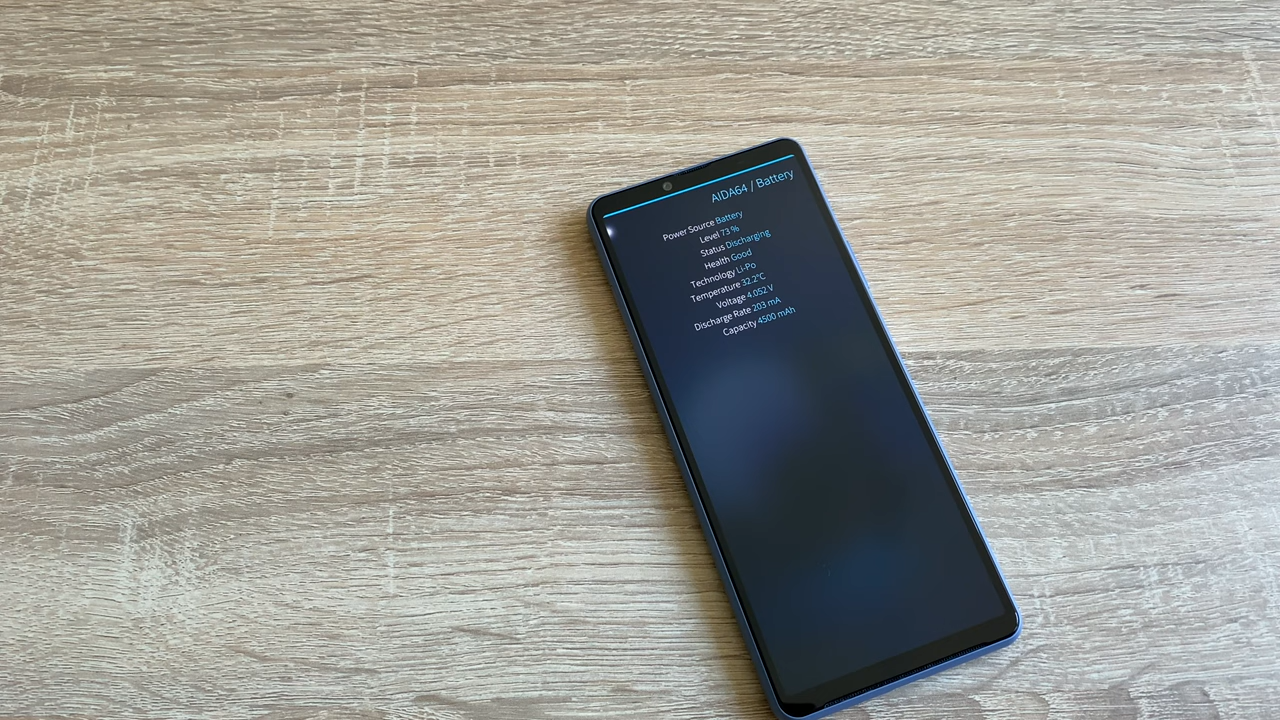 AIDA64 / Battery
Power Source Battery
Level 73 %
Status Discharging
Health Good
Technology Li-Po
Temperature 32.2°C
Voltage 4.052 V
Discharge Rate 203 mA
Capacity 4500 mAh